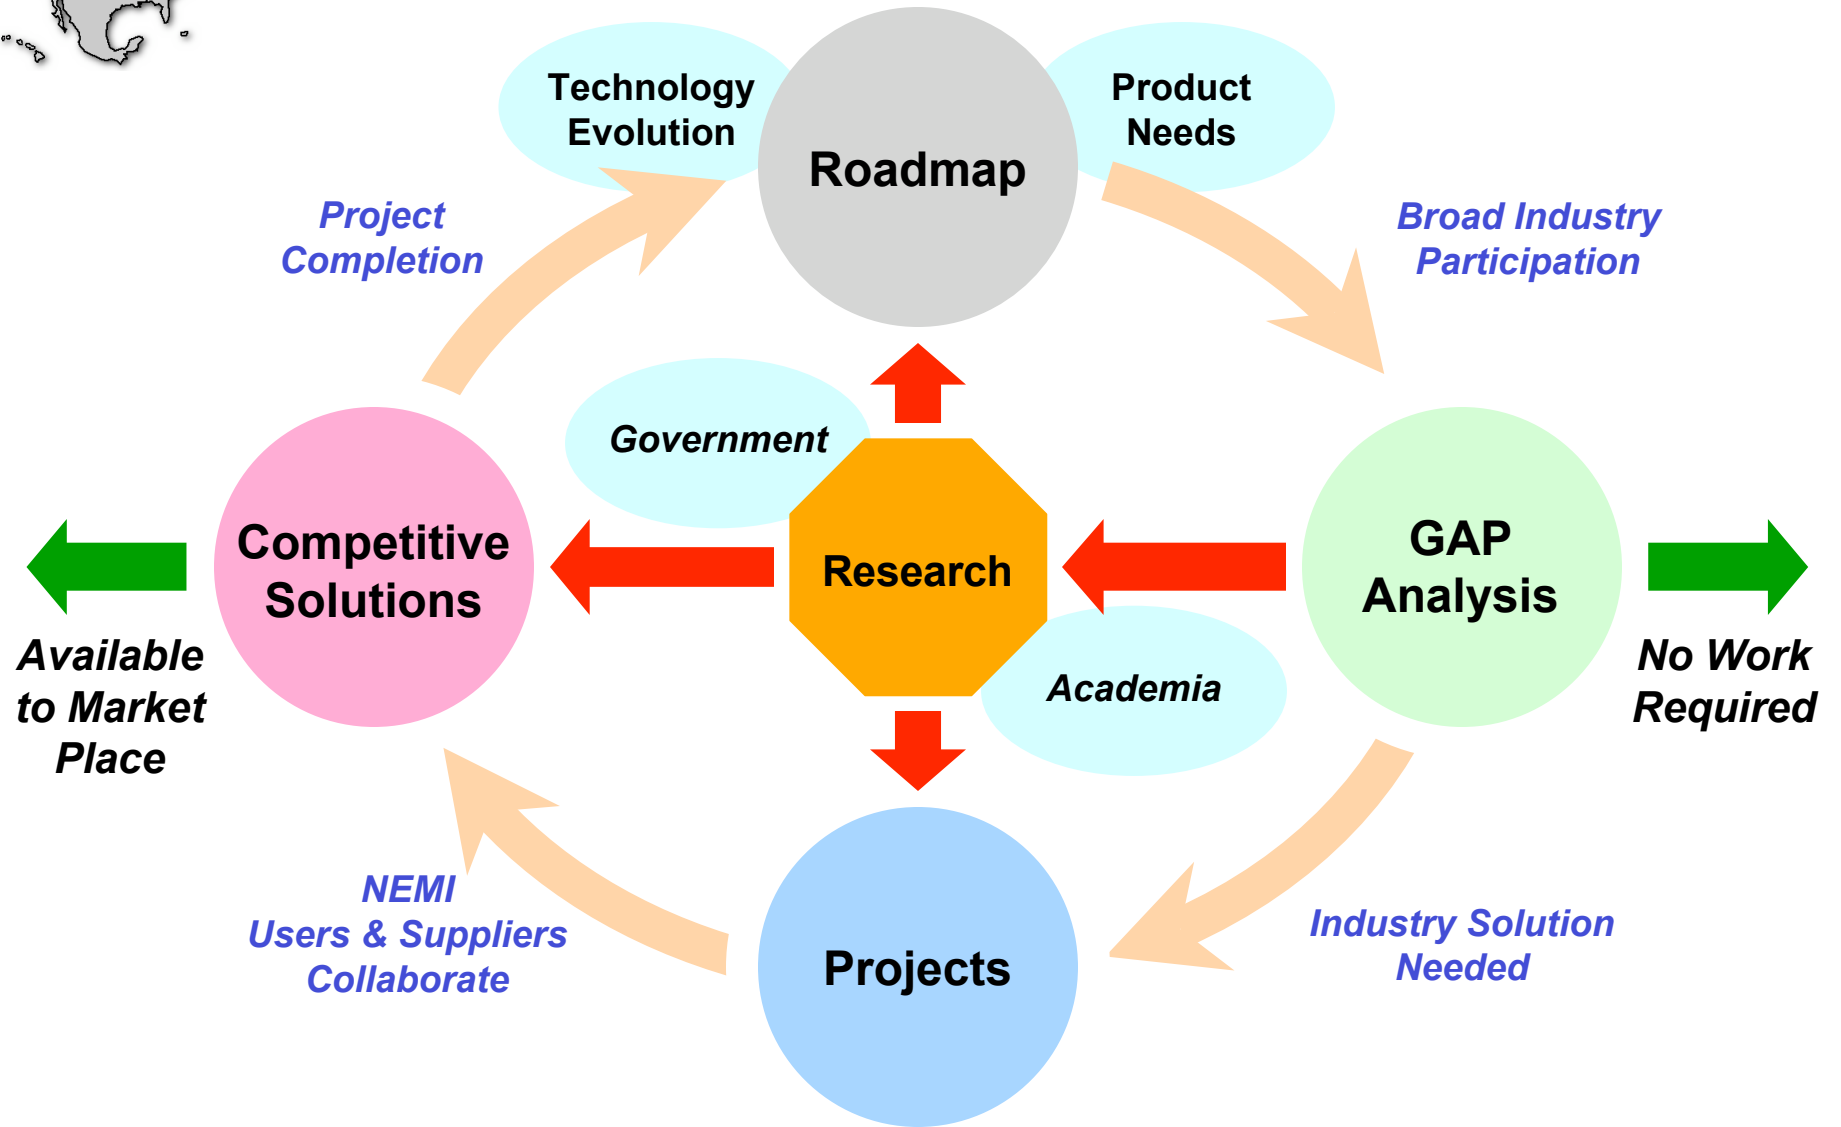 Technology
Evolution
Product
Needs
Roadmap
Project
Completion
Broad Industry
Participation
Government
Competitive
Solutions
Research
GAP
Analysis
Available
to Market
Place
Academia
No Work
Required
NEMI
Users & Suppliers
Collaborate
Projects
Industry Solution
Needed